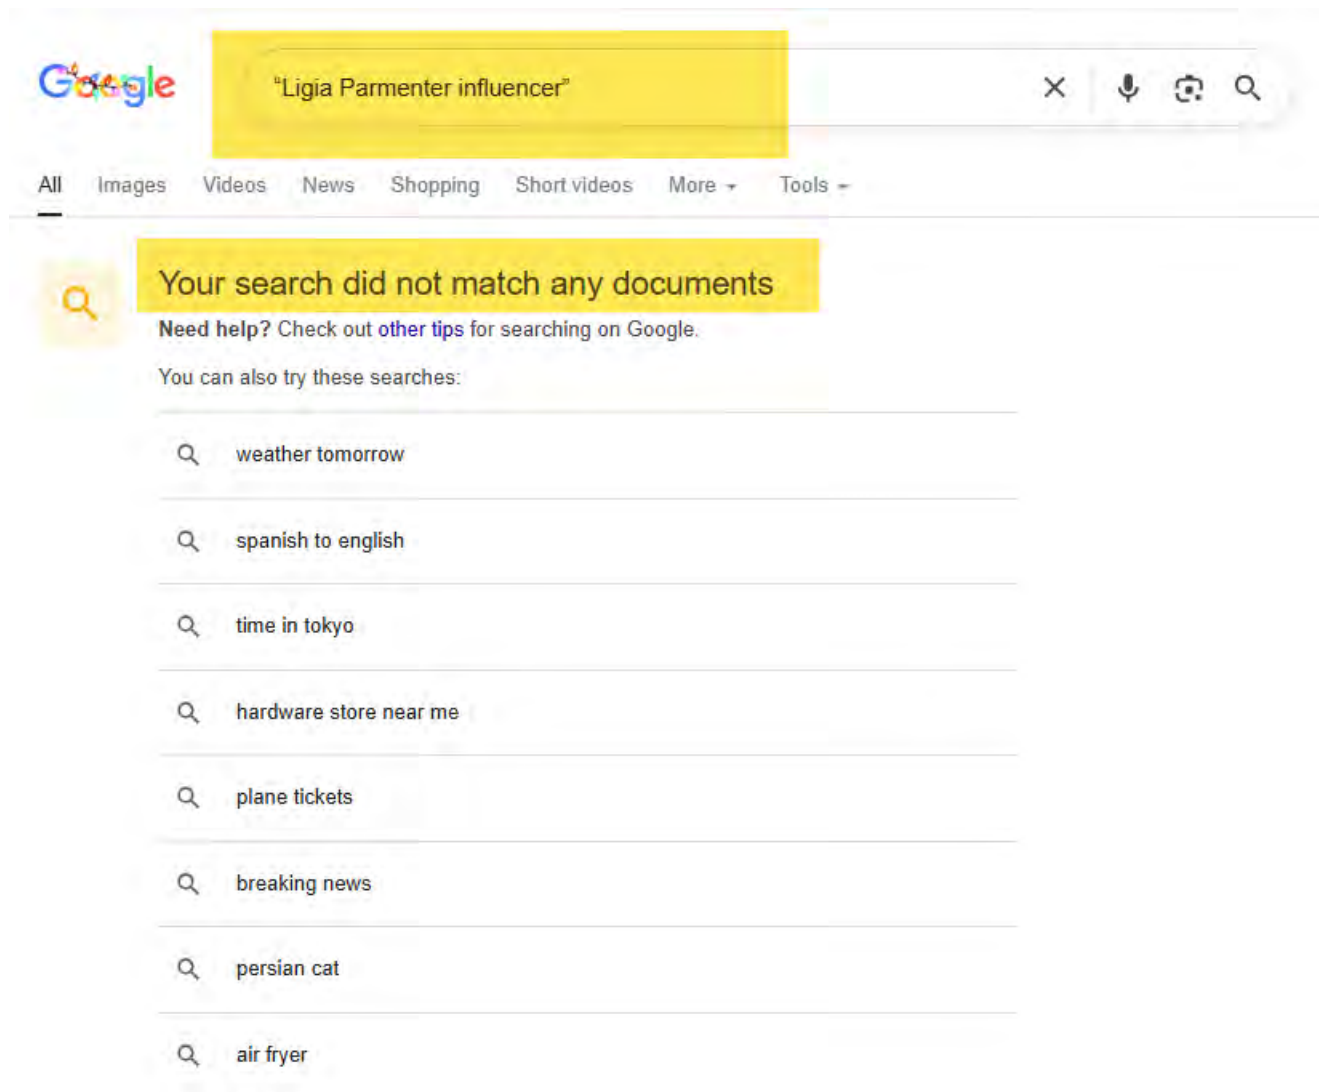 Google
“Ligia Parmenter influencer”
All Images Videos News Shopping Short videos More Tools
Your search did not match any documents
Need help? Check out other tips for searching on Google.
You can also try these searches:
weather tomorrow
spanish to english
time in tokyo
hardware store near me
plane tickets
breaking news
persian cat
air fryer